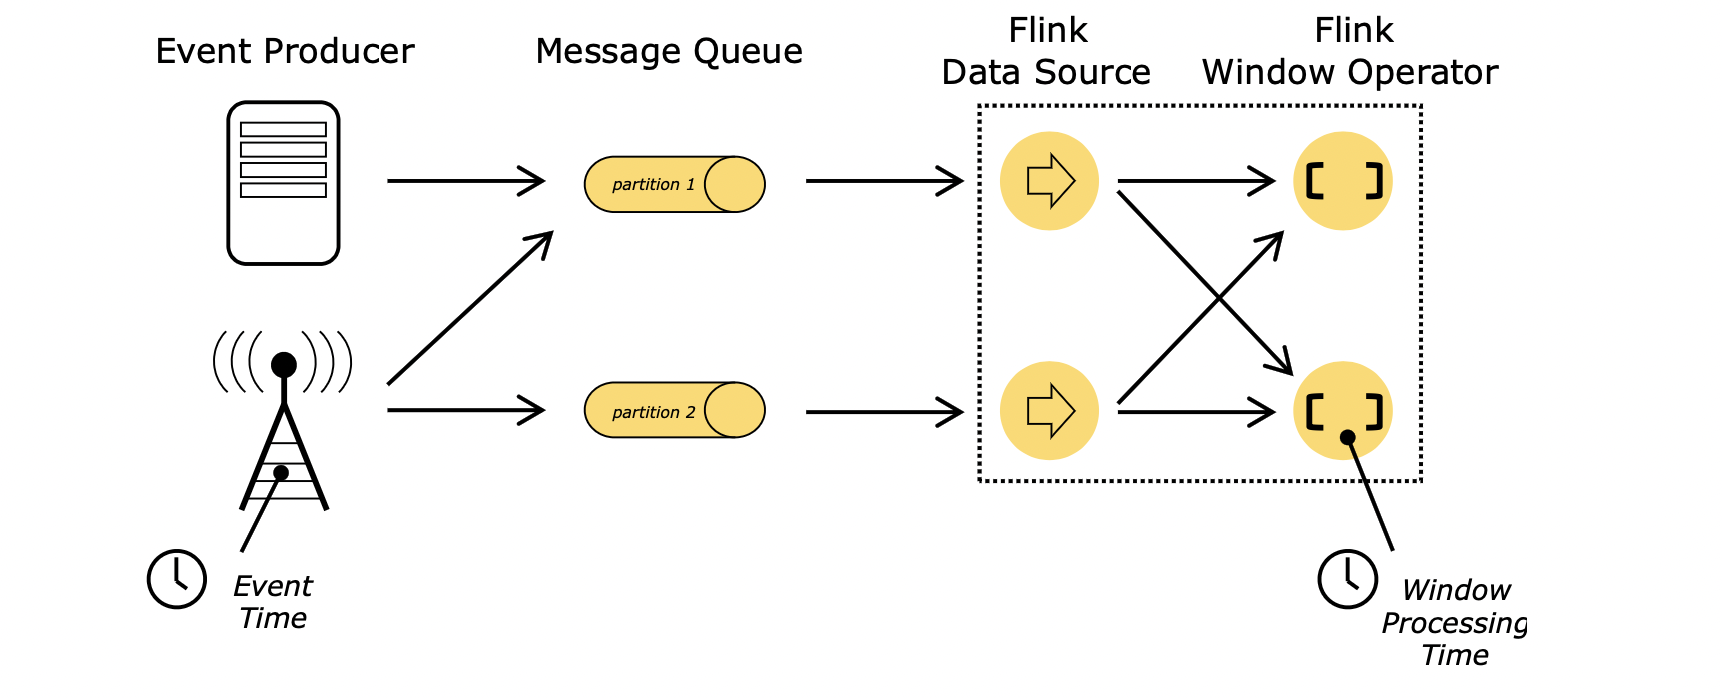 Event Producer
Message Queue
Flink
Data Source
Flink
Window Operator
partition 1
partition 2
Event
Time
Window
Processing
Time